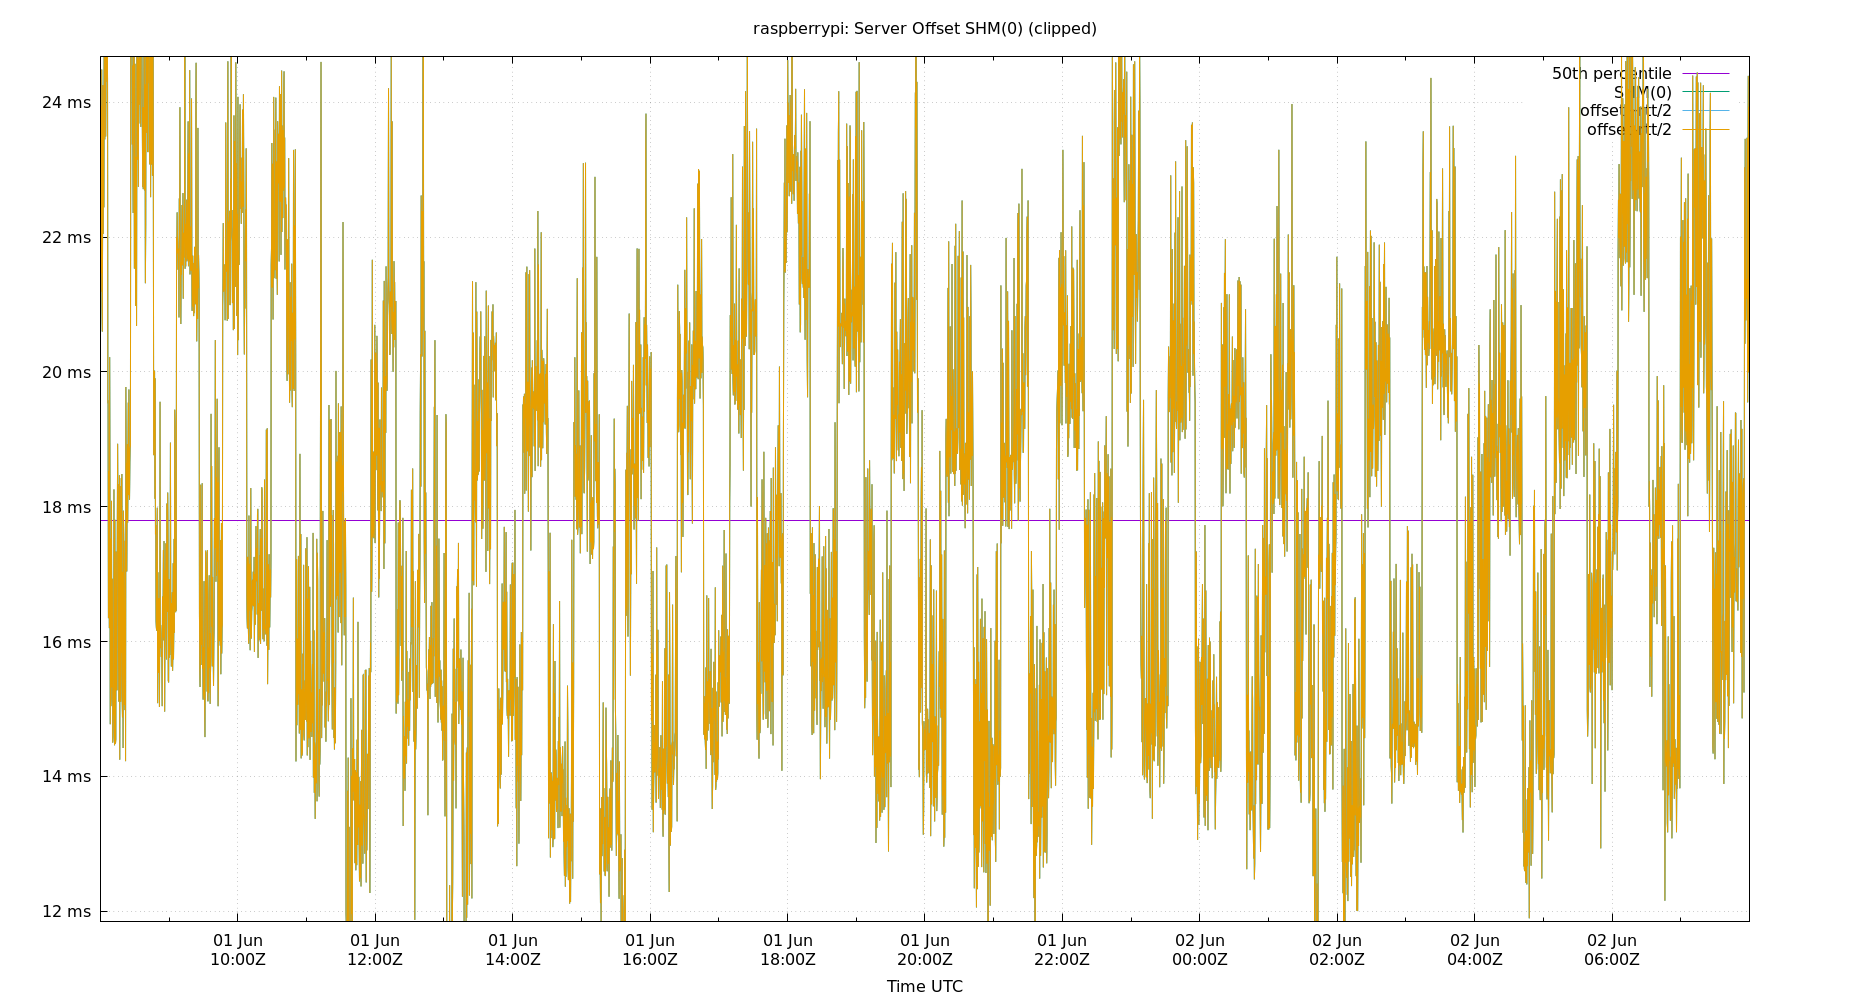 raspberrypi: Server Offset SHM(0) (clipped)
50th percentile
SHM(0)
24 ms
22 ms
20 ms
18 ms
16 ms
14 ms
12 ms
01 Jun 01 Jun 01 Jun 01 Jun 01 Jun 01 Jun 01 Jun 02 Jun 02 Jun 02 Jun 02 Jun
10:00Z 12:00Z 14:00Z 16:00Z 18:00Z 20:00Z 22:00Z 00:00Z 02:00Z 04:00Z 06:00Z
Time UTC